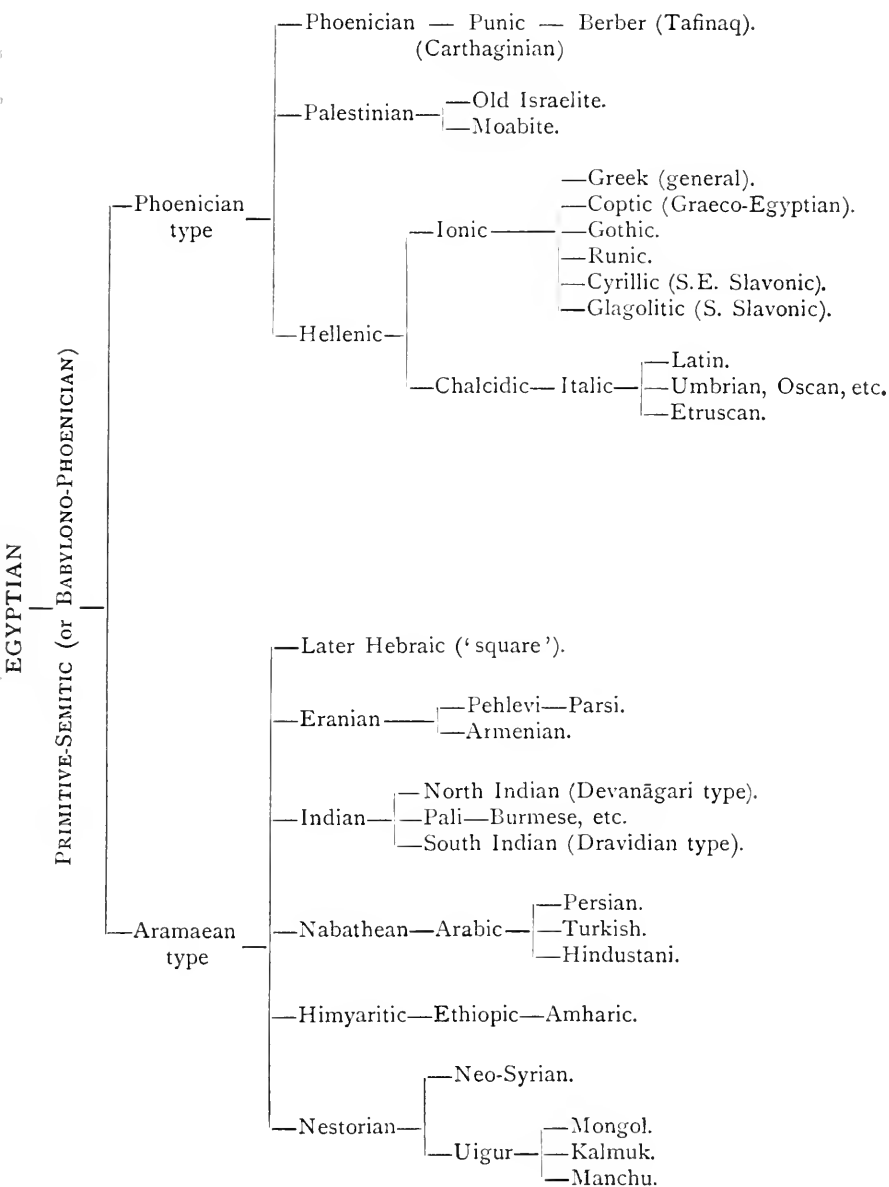 Phoenician — Punic — Berber (Tafinaq).
(Carthaginian)
Palestinian
—Old Israelite.
—Moabite.
—Phoenician type
—Greek (general).
—Coptic (Graeco-Egyptian).
—Ionic
—Gothic.
—Runic.
—Cyrillic (S.E. Slavonic).
—Glagolitic (S. Slavonic).
—Hellenic
—Latin.
—Chalcidic—Italic
—Umbrian, Oscan, etc.
—Etruscan.
EGYPTIAN
PRIMITIVE-SEMITIC (or BABYLONO-PHOENICIAN)
—Later Hebraic (‘square’).
—Eranian
—Pehlevi—Parsi.
—Armenian.
—North Indian (Devanāgari type).
—Indian
—Pali—Burmese, etc.
—South Indian (Dravidian type).
—Aramaean type
—Nabathean—Arabic
—Persian.
—Turkish.
—Hindustani.
—Himyaritic—Ethiopic—Amharic.
—Neo-Syrian.
—Nestorian
—Uigur
—Mongol.
—Kalmuk.
—Manchu.